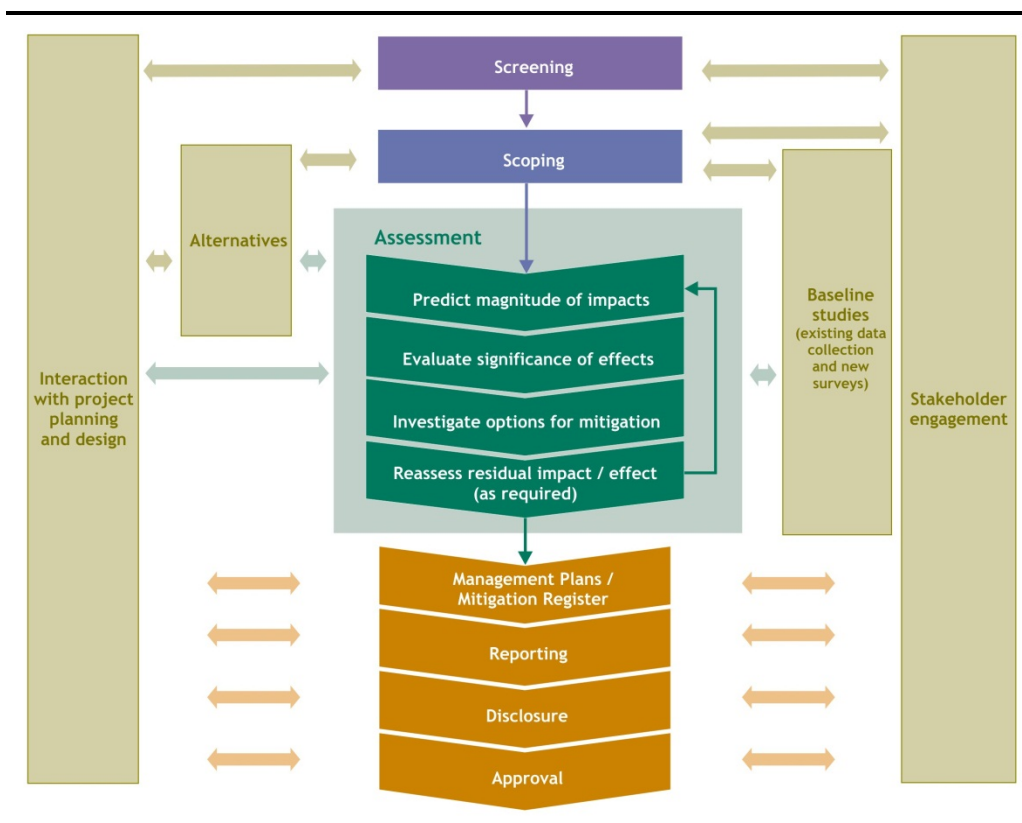 Screening
Scoping
Alternatives
Assessment
Predict magnitude of impacts
Evaluate significance of effects
Investigate options for mitigation
Reassess residual impact / effect
(as required)
Interaction
with project
planning
and design
Baseline
studies
(existing data
collection
and new
surveys)
Stakeholder
engagement
Management Plans /
Mitigation Register
Reporting
Disclosure
Approval